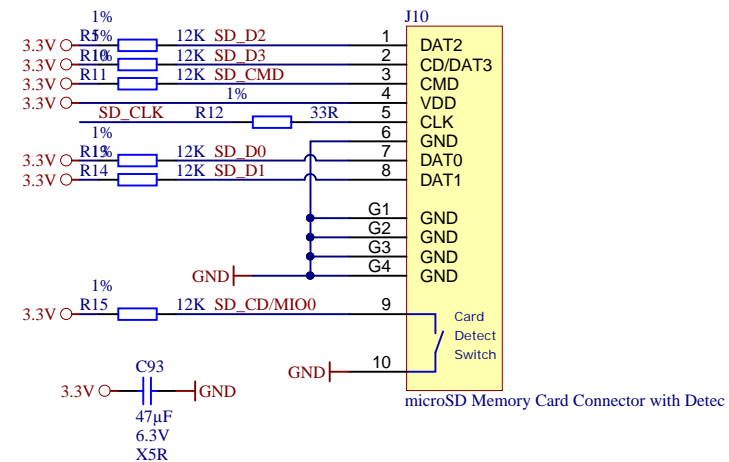 1%
J10
3.3V 1% 12K SD_D2 1 DAT2
3.3V R10 12K SD_D3 2 CD/DAT3
3.3V R11 12K SD_CMD 3 CMD
3.3V 1% 4 VDD
SD_CLK R12 33R 5 CLK
1% 6 GND
3.3V R13 12K SD_D0 7 DAT0
3.3V R14 12K SD_D1 8 DAT1
G1 GND
G2 GND
G3 GND
GND G4 GND
1%
3.3V R15 12K SD_CD/MIO0 9
Card
Detect
Switch
GND 10
C93
3.3V GND
microSD Memory Card Connector with Detec
47µF
6.3V
X5R